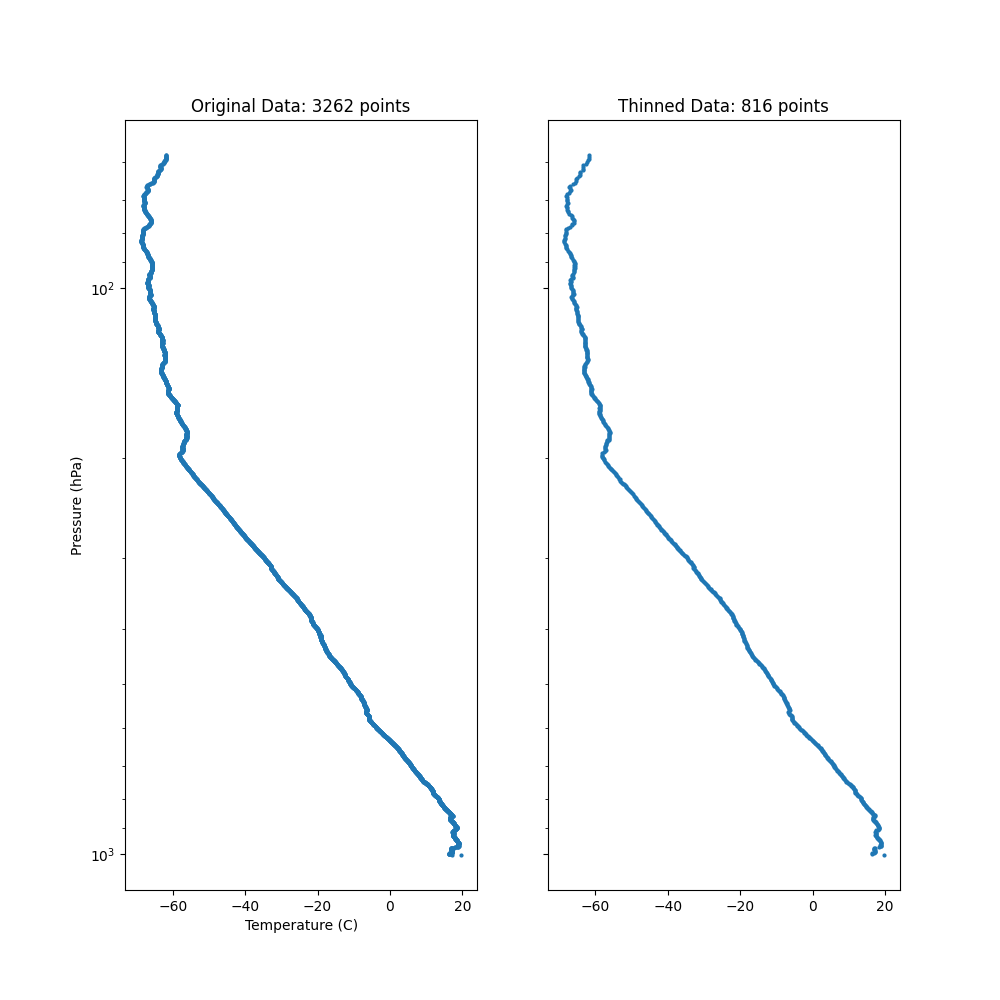 Original Data: 3262 points
Thinned Data: 816 points
10²
10³
Pressure (hPa)
−60 −40 −20 0 20
−60 −40 −20 0 20
Temperature (C)